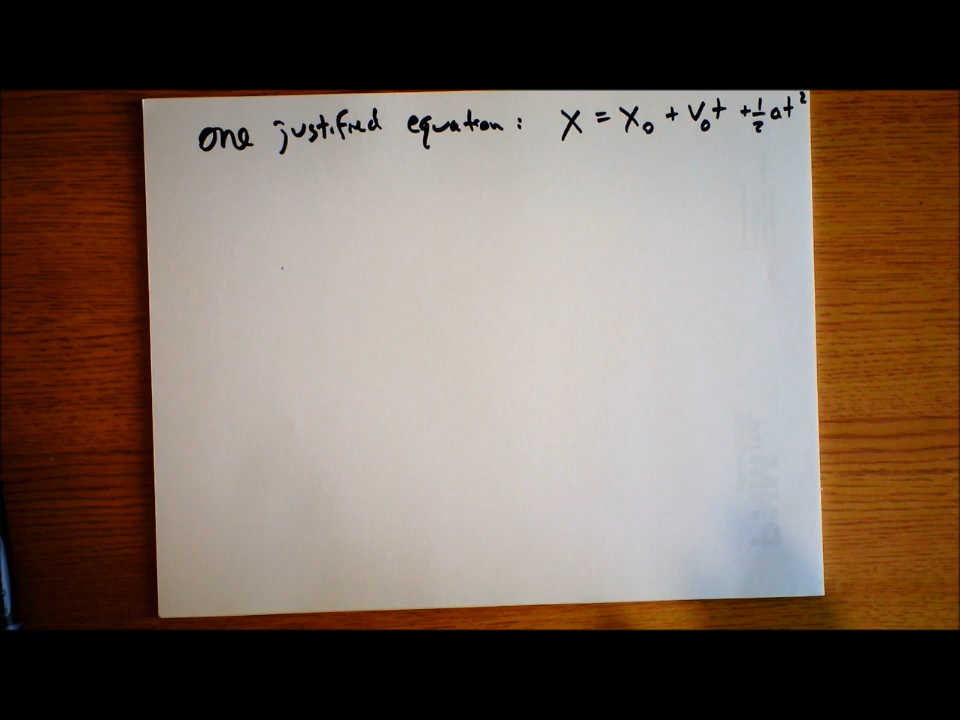 one justified equation: X = X₀ + V₀t + ½at²